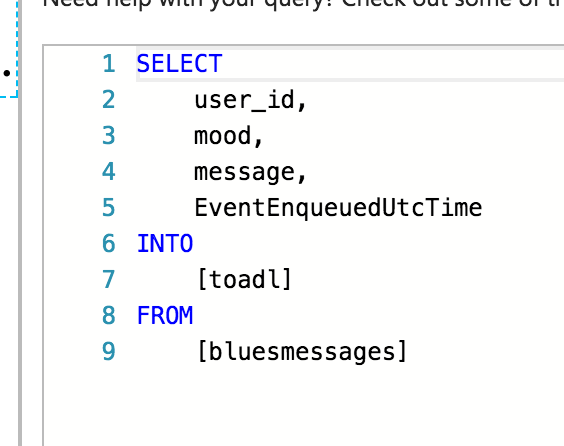 Need help with your query? Check out some of th
1 SELECT
2 user_id,
3 mood,
4 message,
5 EventEnqueuedUtcTime
6 INTO
7 [toadl]
8 FROM
9 [bluesmessages]